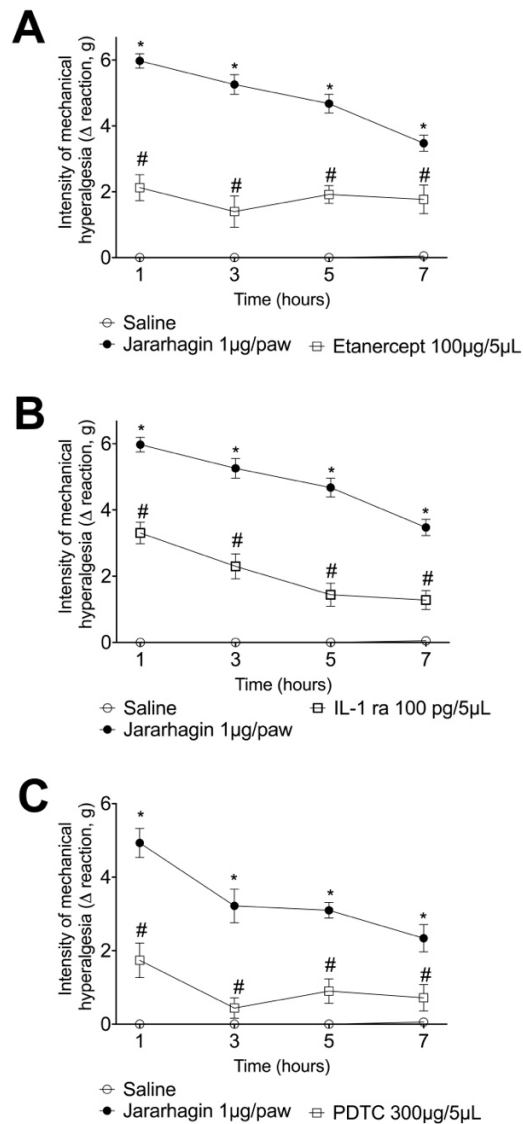 A
Intensity of mechanical
hyperalgesia (Δ reaction, g)
6
4
2
0
*
*
*
*
#
#
#
#
1
3
5
7
Time (hours)
Saline
Jararhagin 1µg/paw
Etanercept 100µg/5µL
B
Intensity of mechanical
hyperalgesia (Δ reaction, g)
6
4
2
0
*
*
*
*
#
#
#
#
1
3
5
7
Time (hours)
Saline
IL-1 ra 100 pg/5µL
Jararhagin 1µg/paw
C
Intensity of mechanical
hyperalgesia (Δ reaction, g)
6
4
2
0
*
*
*
*
#
#
#
#
1
3
5
7
Time (hours)
Saline
Jararhagin 1µg/paw
PDTC 300µg/5µL